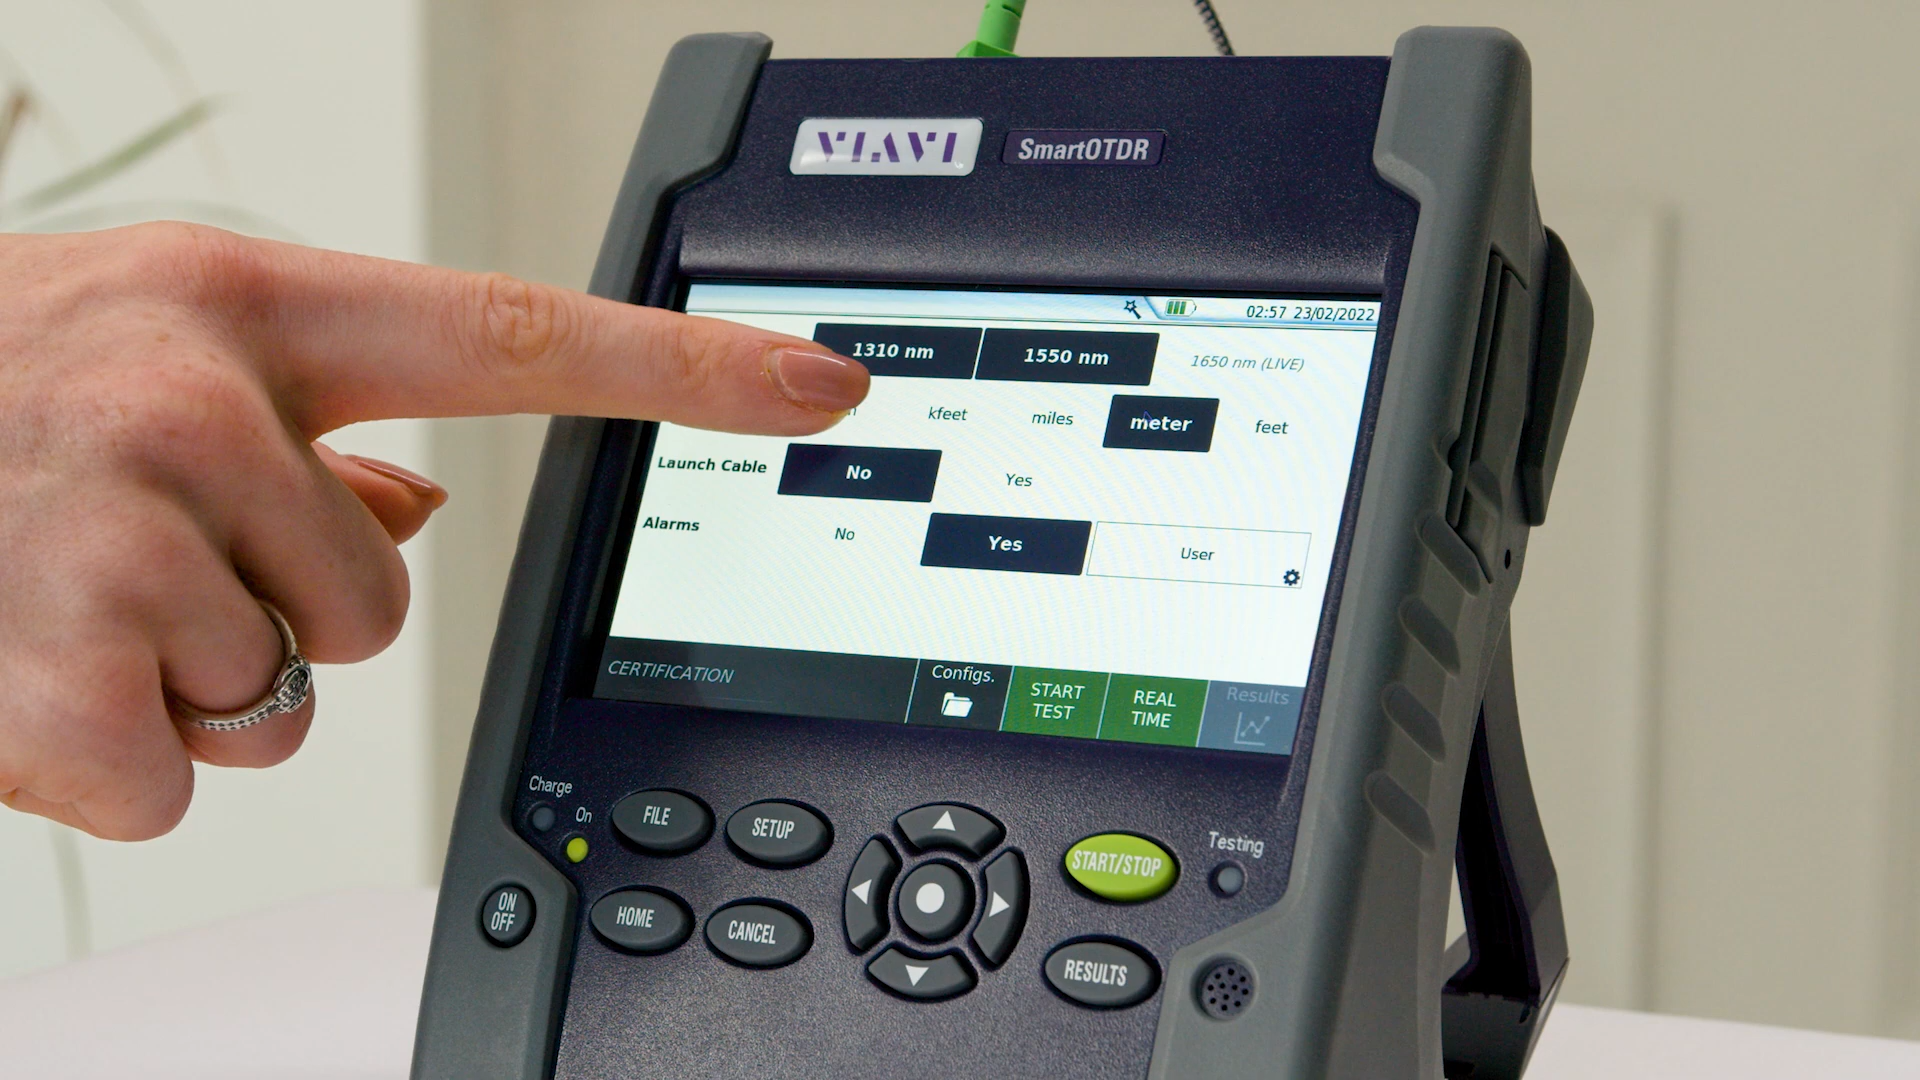 VIAVI SmartOTDR
02:57 23/02/2022
1310 nm 1550 nm 1650 nm (LIVE)
kfeet miles meter feet
Launch Cable No Yes
Alarms No Yes User
CERTIFICATION Configs. START TEST REAL TIME Results
Charge
On
FILE SETUP
START/STOP Testing
ON OFF
HOME CANCEL
RESULTS